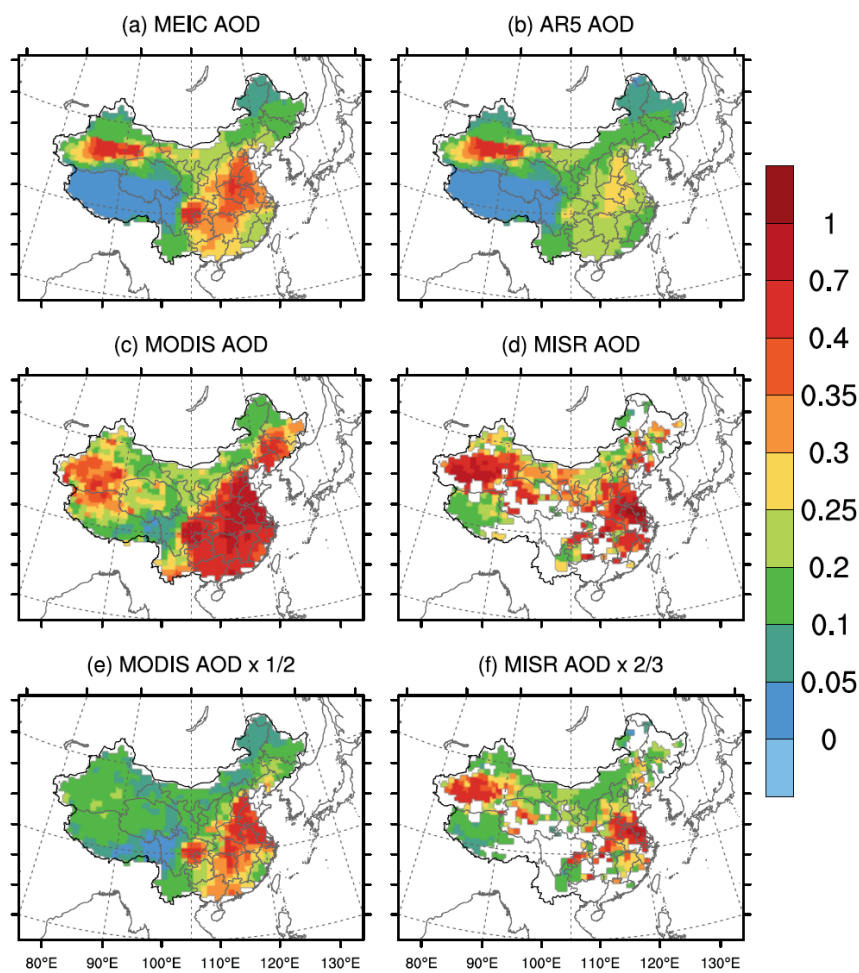 (a) MEIC AOD
(b) AR5 AOD
(c) MODIS AOD
(d) MISR AOD
(e) MODIS AOD x 1/2
(f) MISR AOD x 2/3
1
0.7
0.4
0.35
0.3
0.25
0.2
0.1
0.05
0
80°E 90°E 100°E 110°E 120°E 130°E
80°E 90°E 100°E 110°E 120°E 130°E